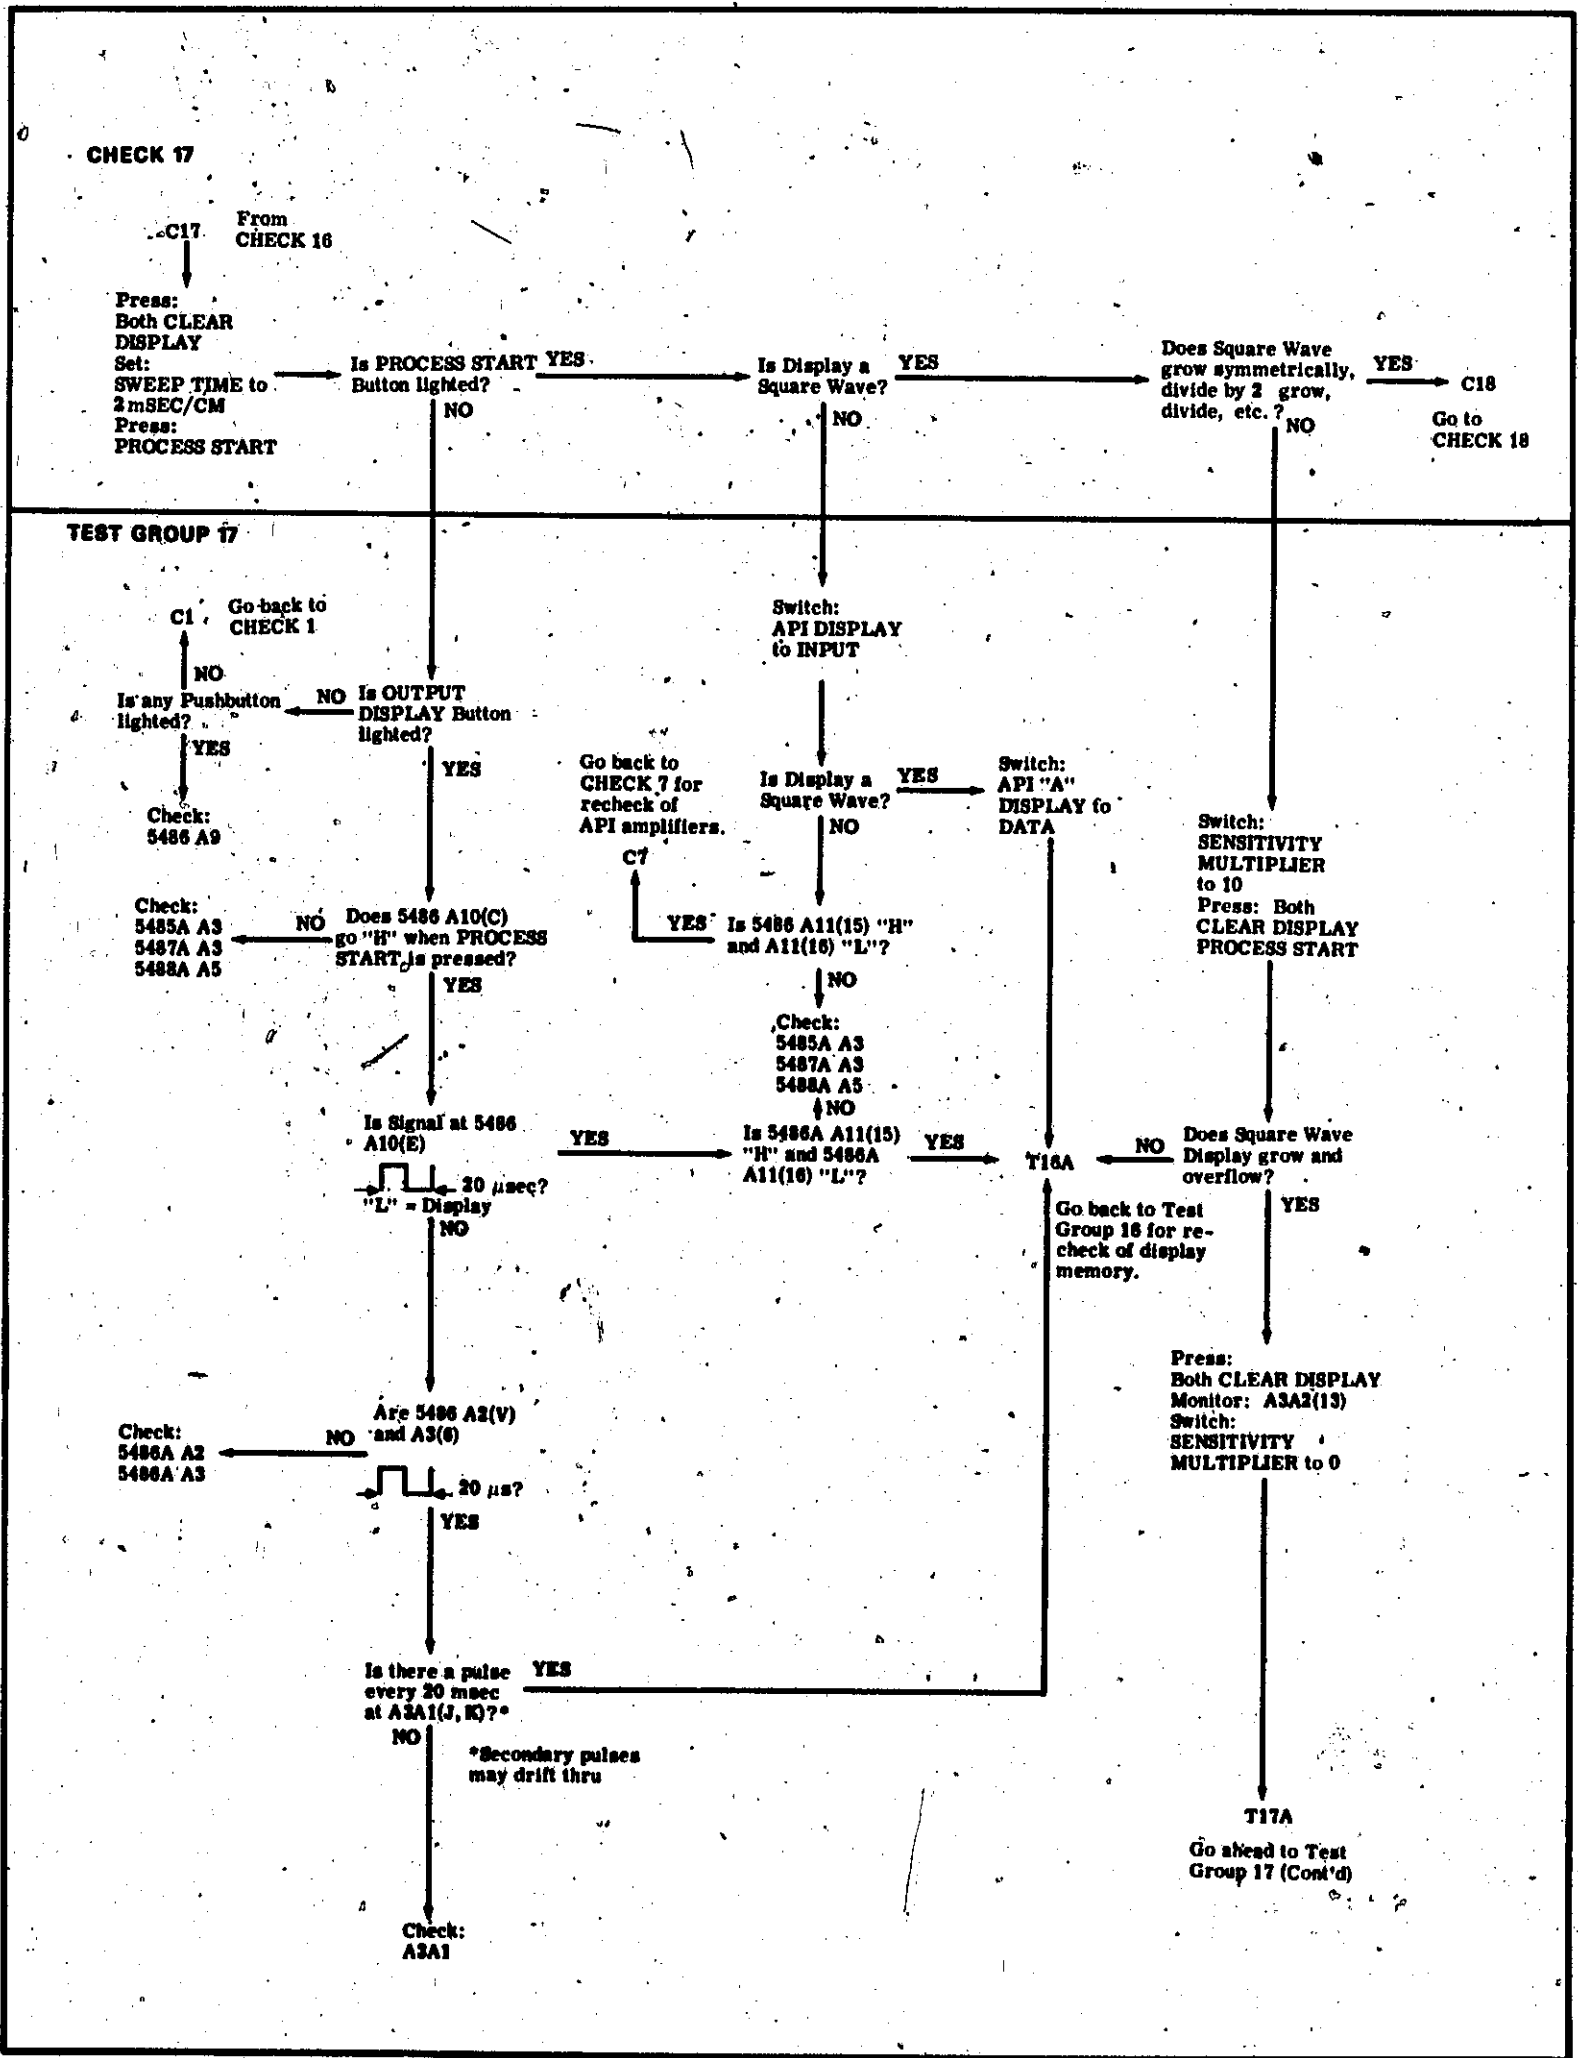 CHECK 17
C17
From
CHECK 16
Press:
Both CLEAR
DISPLAY
Set:
SWEEP TIME to
2 mSEC/CM
Press:
PROCESS START
Is PROCESS START
Button lighted?
YES
NO
Is Display a
Square Wave?
YES
NO
Does Square Wave
grow symmetrically,
divide by 2 grow,
divide, etc.?
YES
NO
C18
Go to
CHECK 18
TEST GROUP 17
C1
Go back to
CHECK 1
NO
Is any Pushbutton
lighted?
YES
Check:
5486 A9
NO
Is OUTPUT
DISPLAY Button
lighted?
YES
Check:
5485A A3
5487A A3
5488A A5
NO
Does 5486 A10(C)
go "H" when PROCESS
START is pressed?
YES
Is Signal at 5486
A10(E)
20 μsec?
"L" = Display
YES
NO
Check:
5486A A2
5486A A3
NO
Are 5486 A2(V)
and A3(6)
20 μs?
YES
Is there a pulse
every 20 msec
at A3A1(J, K)?*
YES
NO
*Secondary pulses
may drift thru
Check:
A3A1
Switch:
API DISPLAY
to INPUT
Is Display a
Square Wave?
YES
NO
Switch:
API "A"
DISPLAY to
DATA
Go back to
CHECK 7 for
recheck of
API amplifiers.
C7
YES
Is 5486 A11(15) "H"
and A11(16) "L"?
NO
Check:
5485A A3
5487A A3
5488A A5
NO
Is 5486A A11(15)
"H" and 5486A
A11(16) "L"?
YES
T16A
Go back to Test
Group 16 for re-
check of display
memory.
Switch:
SENSITIVITY
MULTIPLIER
to 10
Press: Both
CLEAR DISPLAY
PROCESS START
NO
Does Square Wave
Display grow and
overflow?
YES
Press:
Both CLEAR DISPLAY
Monitor: A3A2(13)
Switch:
SENSITIVITY
MULTIPLIER to 0
T17A
Go ahead to Test
Group 17 (Cont'd)